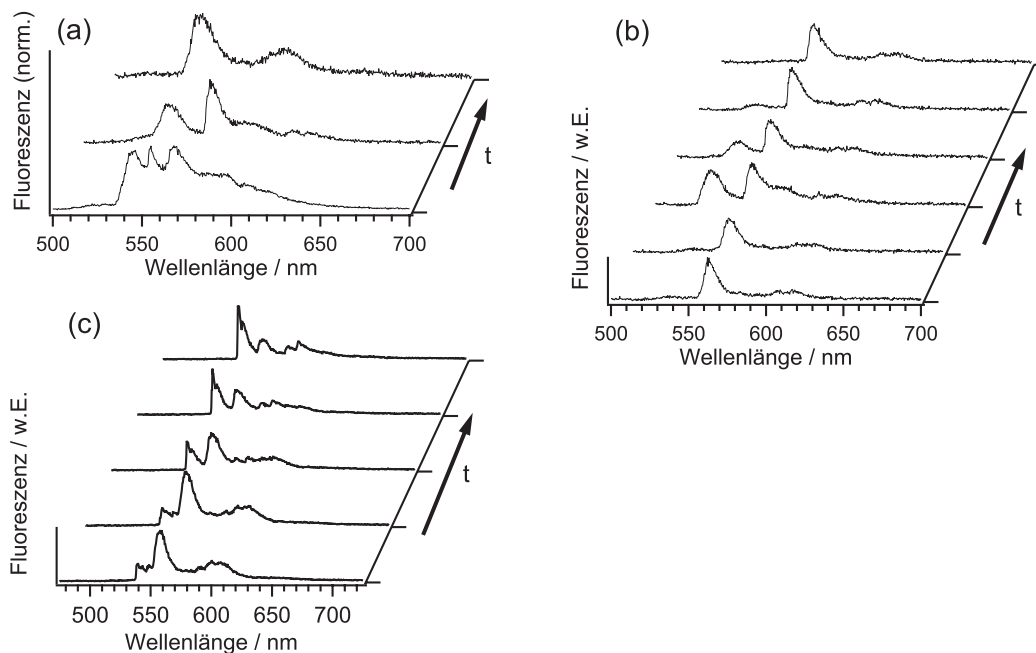 (a)
Fluoreszenz (norm.)
t
500 550 600 650 700
Wellenlänge / nm
(b)
Fluoreszenz / w.E.
t
500 550 600 650 700
Wellenlänge / nm
(c)
Fluoreszenz / w.E.
t
500 550 600 650 700
Wellenlänge / nm